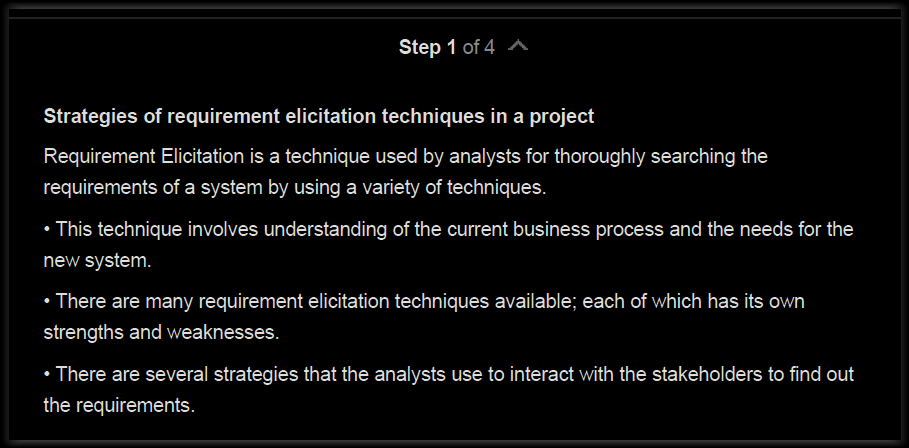 Step 1 of 4
Strategies of requirement elicitation techniques in a project
Requirement Elicitation is a technique used by analysts for thoroughly searching the
requirements of a system by using a variety of techniques.
• This technique involves understanding of the current business process and the needs for the
new system.
• There are many requirement elicitation techniques available; each of which has its own
strengths and weaknesses.
• There are several strategies that the analysts use to interact with the stakeholders to find out
the requirements.